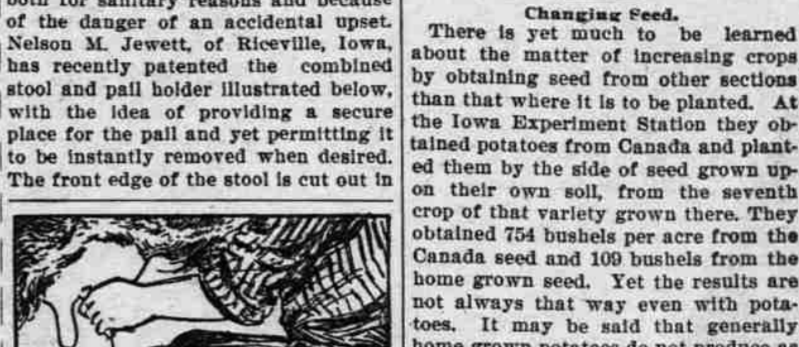 both for sanitary reasons and because
of the danger of an accidental upset.
Nelson M. Jewett, of Riceville, Iowa,
has recently patented the combined
stool and pail holder illustrated below,
with the idea of providing a secure
place for the pail and yet permitting it
to be instantly removed when desired.
The front edge of the stool is cut out in
Changing Feed.
There is yet much to be learned
about the matter of increasing crops
by obtaining seed from other sections
than that where it is to be planted. At
the Iowa Experiment Station they ob-
tained potatoes from Canada and plant-
ed them by the side of seed grown up-
on their own soil, from the seventh
crop of that variety grown there. They
obtained 754 bushels per acre from the
Canada seed and 109 bushels from the
home grown seed. Yet the results are
not always that way even with pota-
toes. It may be said that generally
home grown potatoes do not produce as